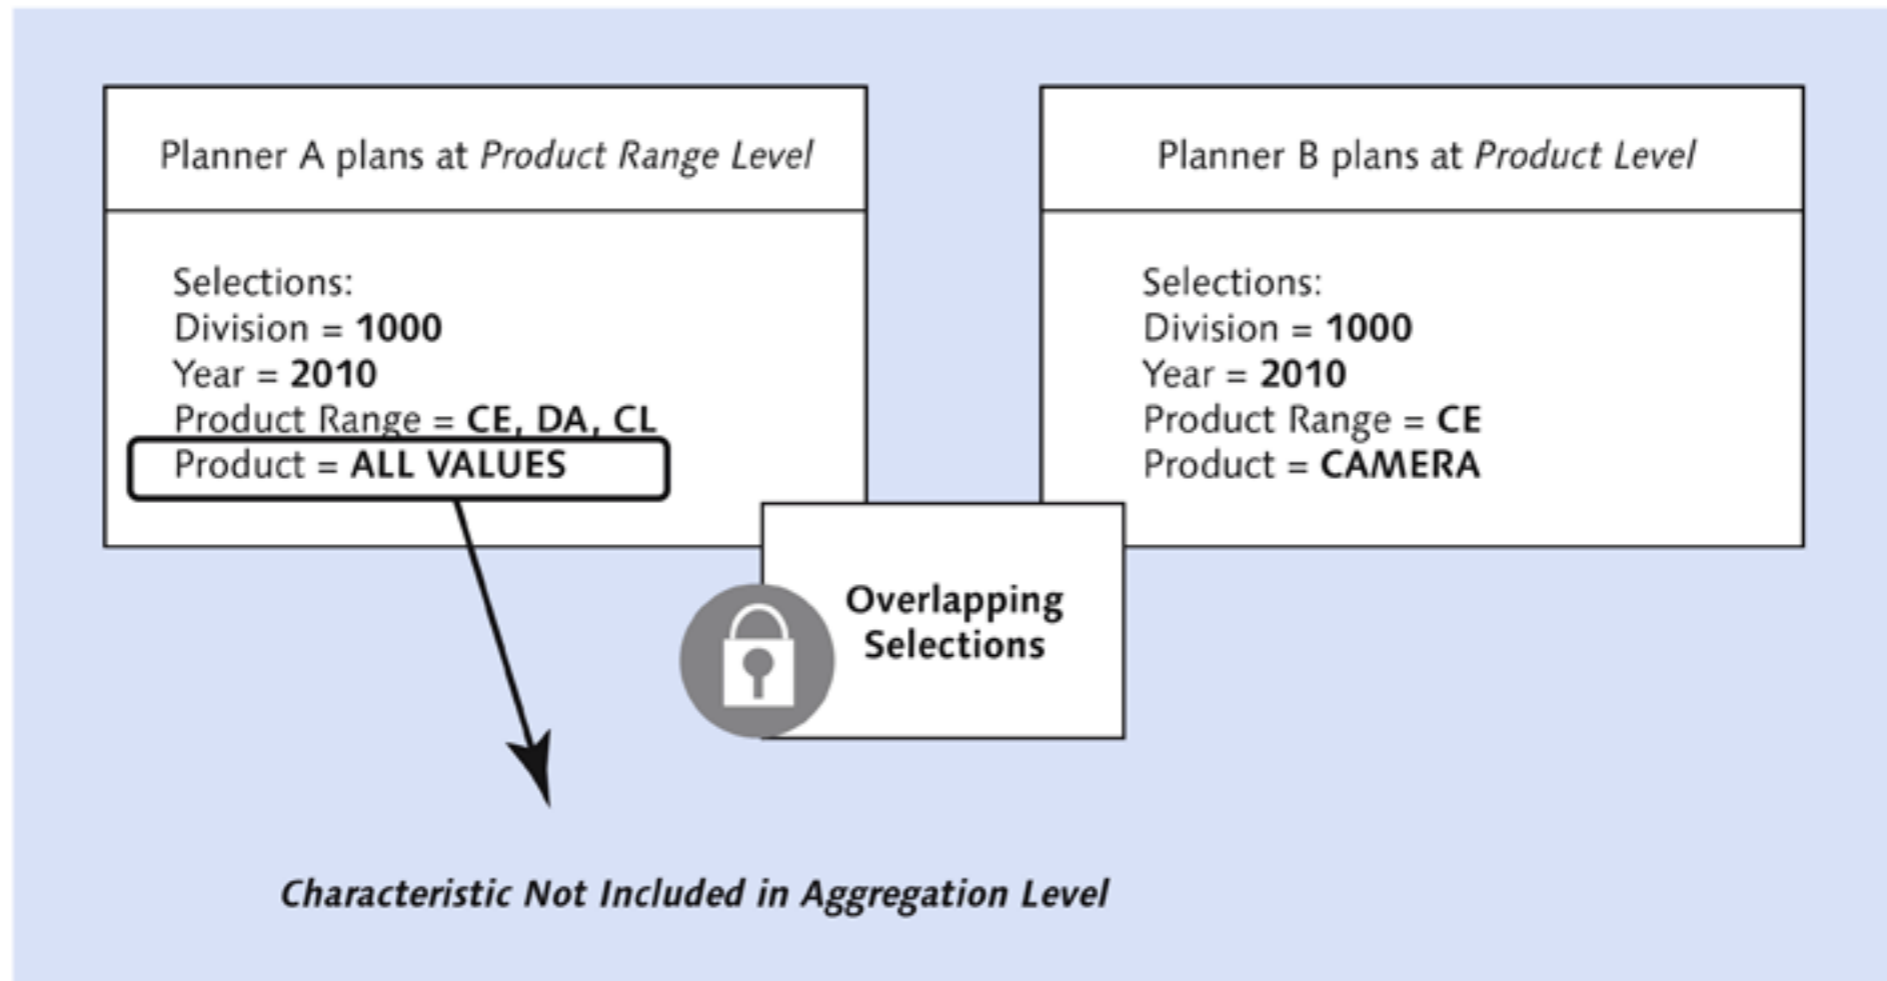 Planner A plans at Product Range Level
Selections:
Division = 1000
Year = 2010
Product Range = CE, DA, CL
Product = ALL VALUES
Planner B plans at Product Level
Selections:
Division = 1000
Year = 2010
Product Range = CE
Product = CAMERA
Overlapping
Selections
Characteristic Not Included in Aggregation Level